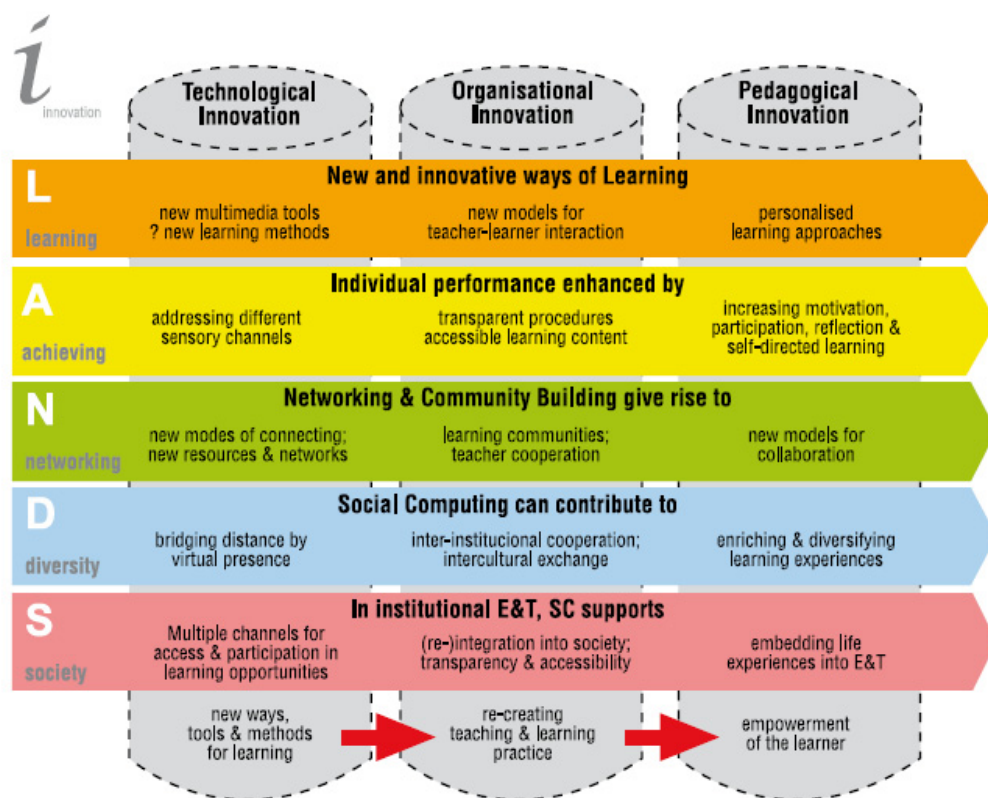 i
innovation
Technological
Innovation
Organisational
Innovation
Pedagogical
Innovation
L
learning
New and innovative ways of Learning
new multimedia tools
? new learning methods
new models for
teacher-learner interaction
personalised
learning approaches
A
achieving
Individual performance enhanced by
addressing different
sensory channels
transparent procedures
accessible learning content
increasing motivation,
participation, reflection &
self-directed learning
N
networking
Networking & Community Building give rise to
new modes of connecting;
new resources & networks
learning communities;
teacher cooperation
new models for
collaboration
D
diversity
Social Computing can contribute to
bridging distance by
virtual presence
inter-institucional cooperation;
intercultural exchange
enriching & diversifying
learning experiences
S
society
In institutional E&T, SC supports
Multiple channels for
access & participation in
learning opportunities
(re-)integration into society;
transparency & accessibility
embedding life
experiences into E&T
new ways,
tools & methods
for learning
re-creating
teaching & learning
practice
empowerment
of the learner